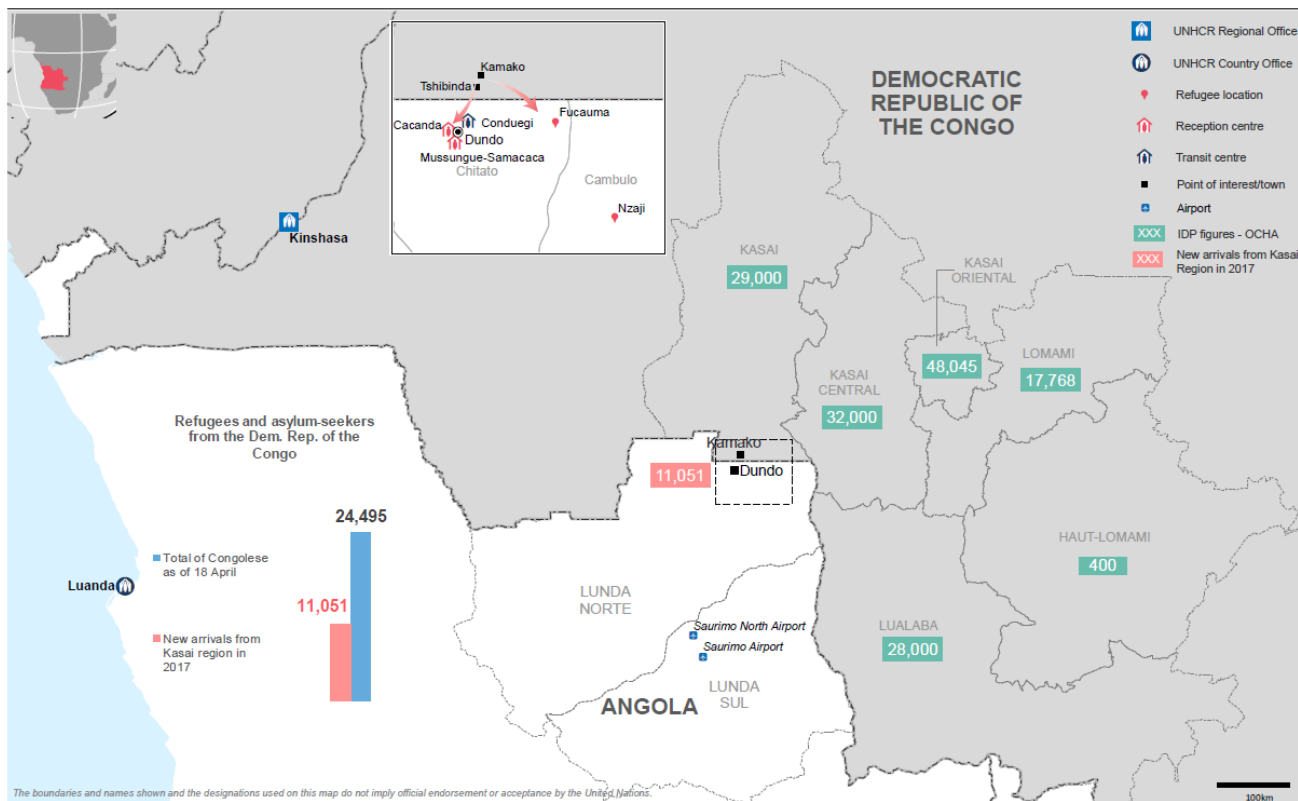 Kamako
Tshibinda
Cacanda
Conduegi
Fucauma
Dundo
Mussungue-Samacaca
Chitato
Cambulo
Nzaji
DEMOCRATIC
REPUBLIC OF
THE CONGO
UNHCR Regional Office
UNHCR Country Office
Refugee location
Reception centre
Transit centre
Point of interest/town
Airport
XXX IDP figures - OCHA
XXX New arrivals from Kasai
Region in 2017
Kinshasa
KASAI
29,000
KASAI
ORIENTAL
48,045
LOMAMI
17,768
KASAI
CENTRAL
32,000
Kamako
Dundo
11,051
Refugees and asylum-seekers
from the Dem. Rep. of the
Congo
24,495
Total of Congolese
as of 18 April
11,051
New arrivals from
Kasai region in
2017
Luanda
HAUT-LOMAMI
400
LUNDA
NORTE
LUALABA
28,000
Saurimo North Airport
Saurimo Airport
LUNDA
SUL
ANGOLA
The boundaries and names shown and the designations used on this map do not imply official endorsement or acceptance by the United Nations.
100km